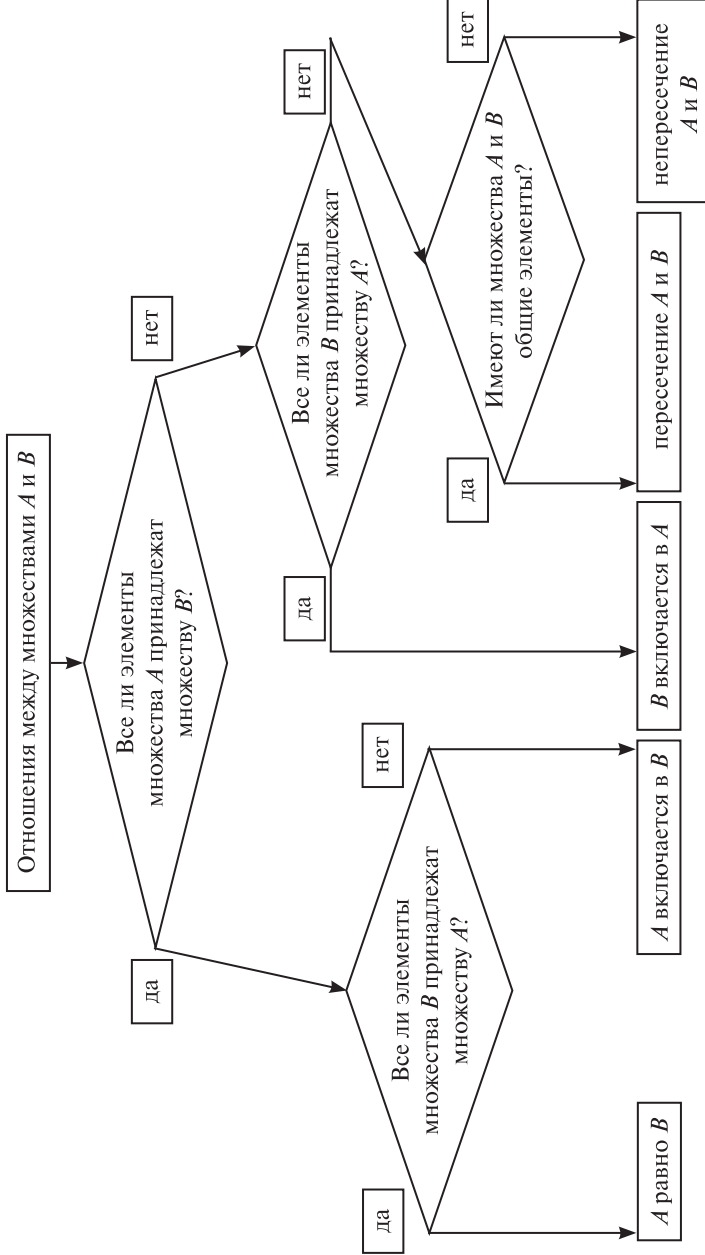 Отношения между множествами A и B
Все ли элементы
множества A принадлежат
множеству B?
да
нет
Все ли элементы
множества B принадлежат
множеству A?
да
нет
Все ли элементы
множества B принадлежат
множеству A?
да
нет
Имеют ли множества A и B
общие элементы?
да
нет
A равно B
A включается в B
B включается в A
пересечение A и B
непересечение
A и B